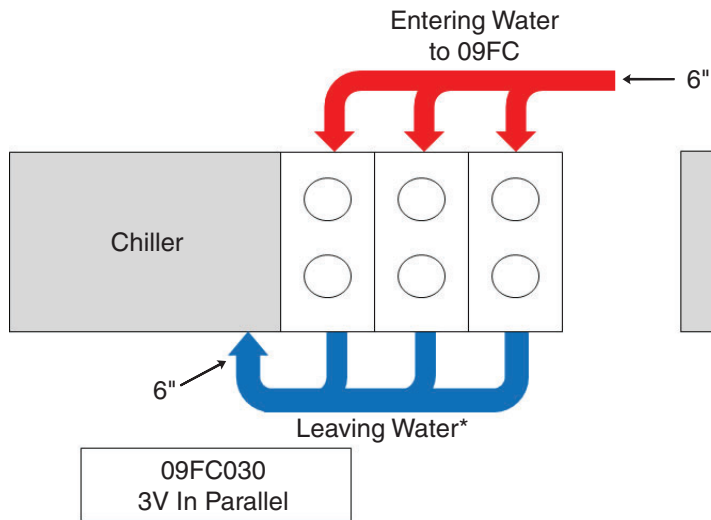 Entering Water
to 09FC
6"
Chiller
6"
Leaving Water*
09FC030
3V In Parallel